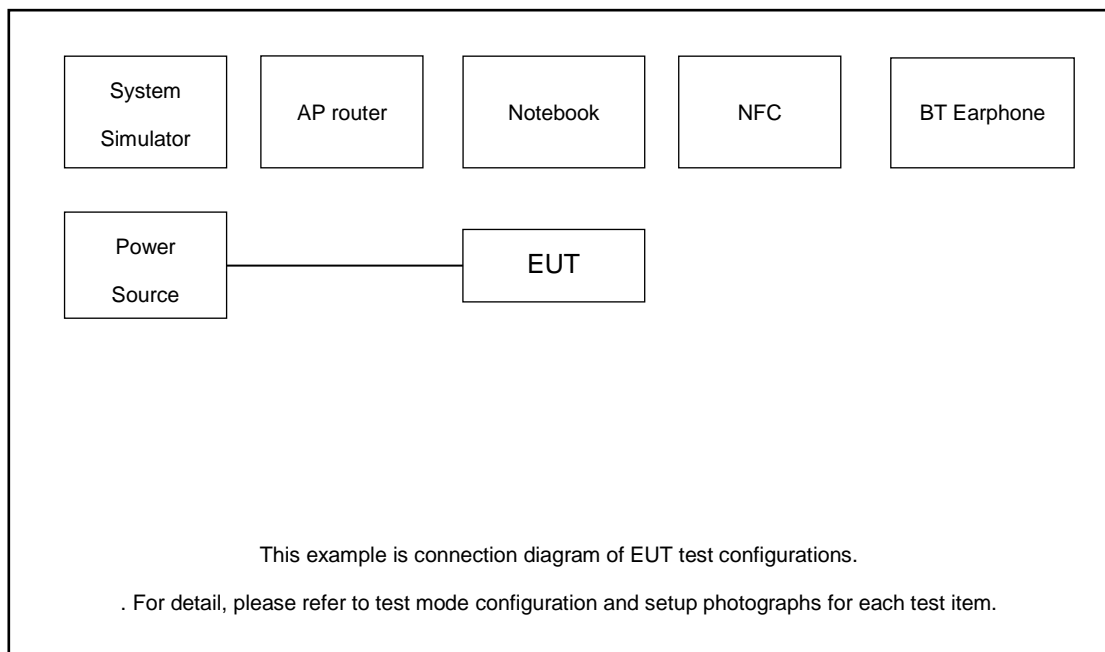 System
Simulator
AP router
Notebook
NFC
BT Earphone
Power
Source
EUT
This example is connection diagram of EUT test configurations.
. For detail, please refer to test mode configuration and setup photographs for each test item.